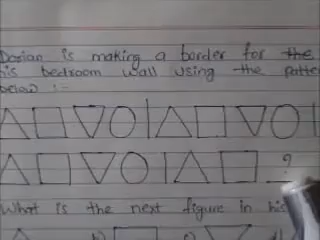 Dorian is making a border for the
his bedroom wall using the patte
below :-
?
What is the next figure in his
b)
d)